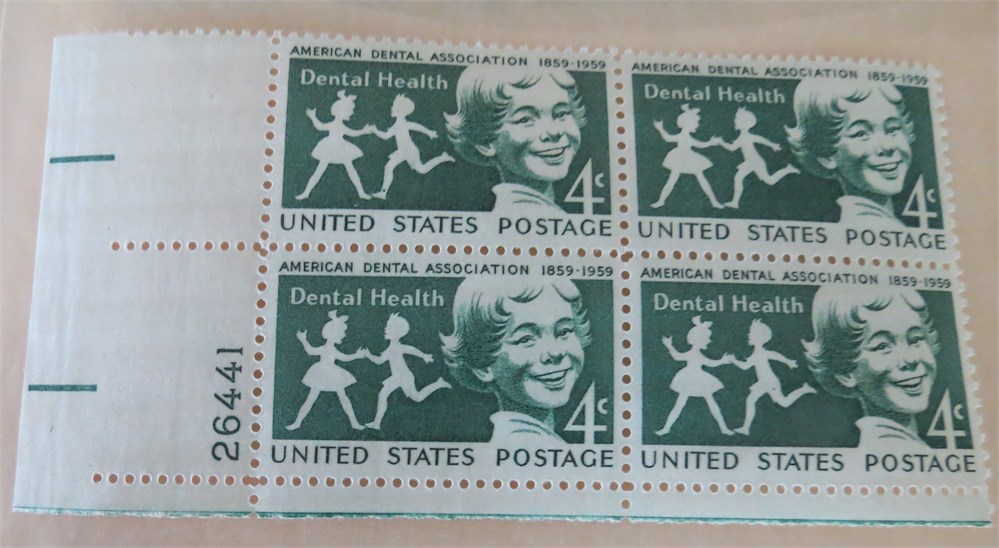 AMERICAN DENTAL ASSOCIATION 1859-1959
Dental Health
4c
UNITED STATES POSTAGE
AMERICAN DENTAL ASSOCIATION 1859-1959
Dental Health
4c
UNITED STATES POSTAGE
26441
AMERICAN DENTAL ASSOCIATION 1859-1959
Dental Health
4c
UNITED STATES POSTAGE
AMERICAN DENTAL ASSOCIATION 1859-1959
Dental Health
4c
UNITED STATES POSTAGE